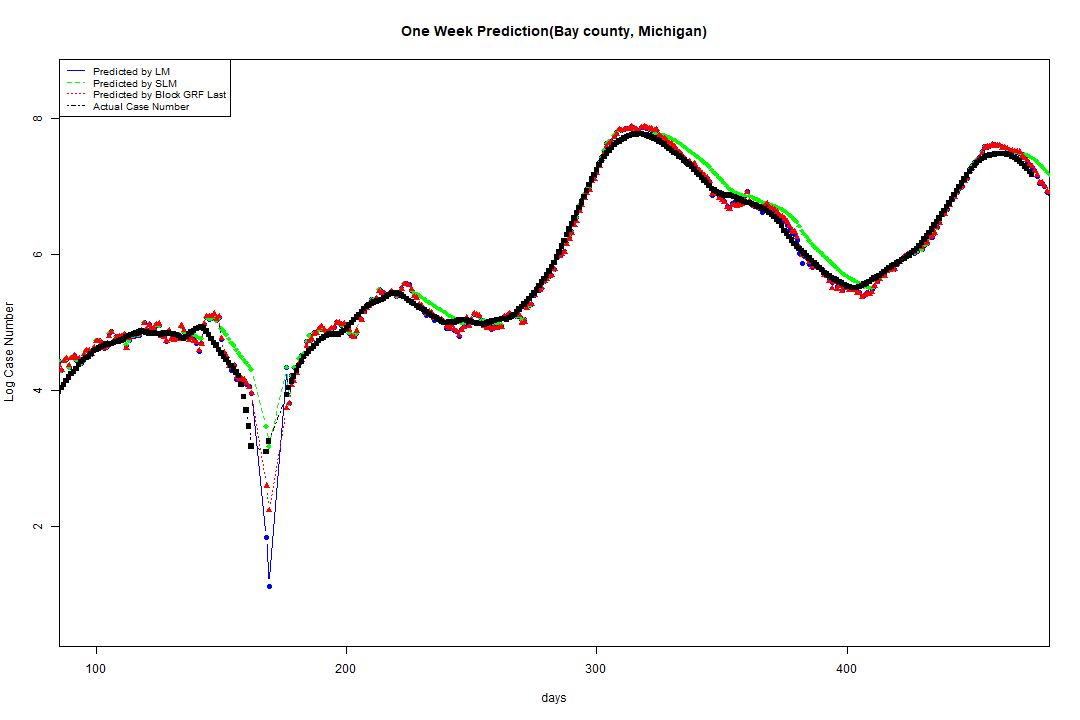 One Week Prediction(Bay county, Michigan)
Predicted by LM
Predicted by SLM
Predicted by Block GRF Last
Actual Case Number
8
6
4
2
Log Case Number
100 200 300 400
days